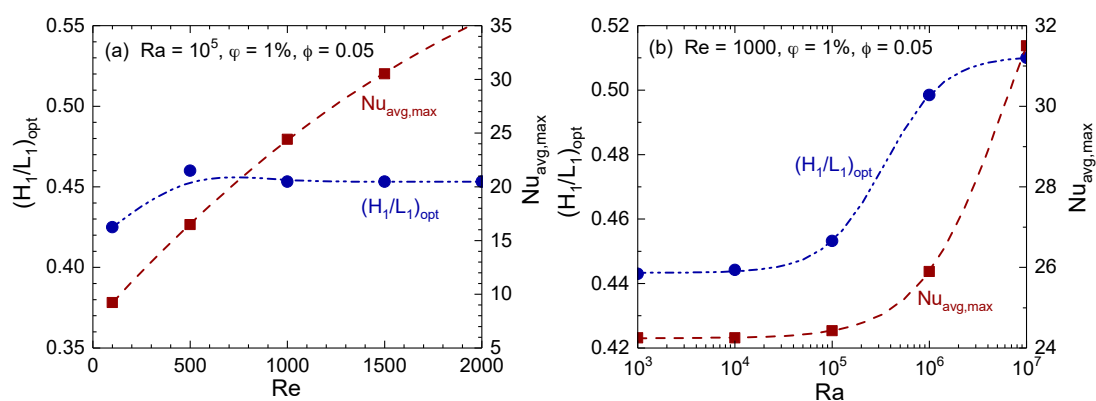 (a) Ra = 10⁵, φ = 1%, ϕ = 0.05
0.60
0.55
0.50
0.45
0.40
0.35
(H₁/L₁)opt
35
30
25
20
15
10
5
Nuavg,max
Nuavg,max
(H₁/L₁)opt
0
500
1000
1500
2000
Re
(b) Re = 1000, φ = 1%, ϕ = 0.05
0.52
0.50
0.48
0.46
0.44
0.42
(H₁/L₁)opt
32
30
28
26
24
Nuavg,max
(H₁/L₁)opt
Nuavg,max
10³
10⁴
10⁵
10⁶
10⁷
Ra